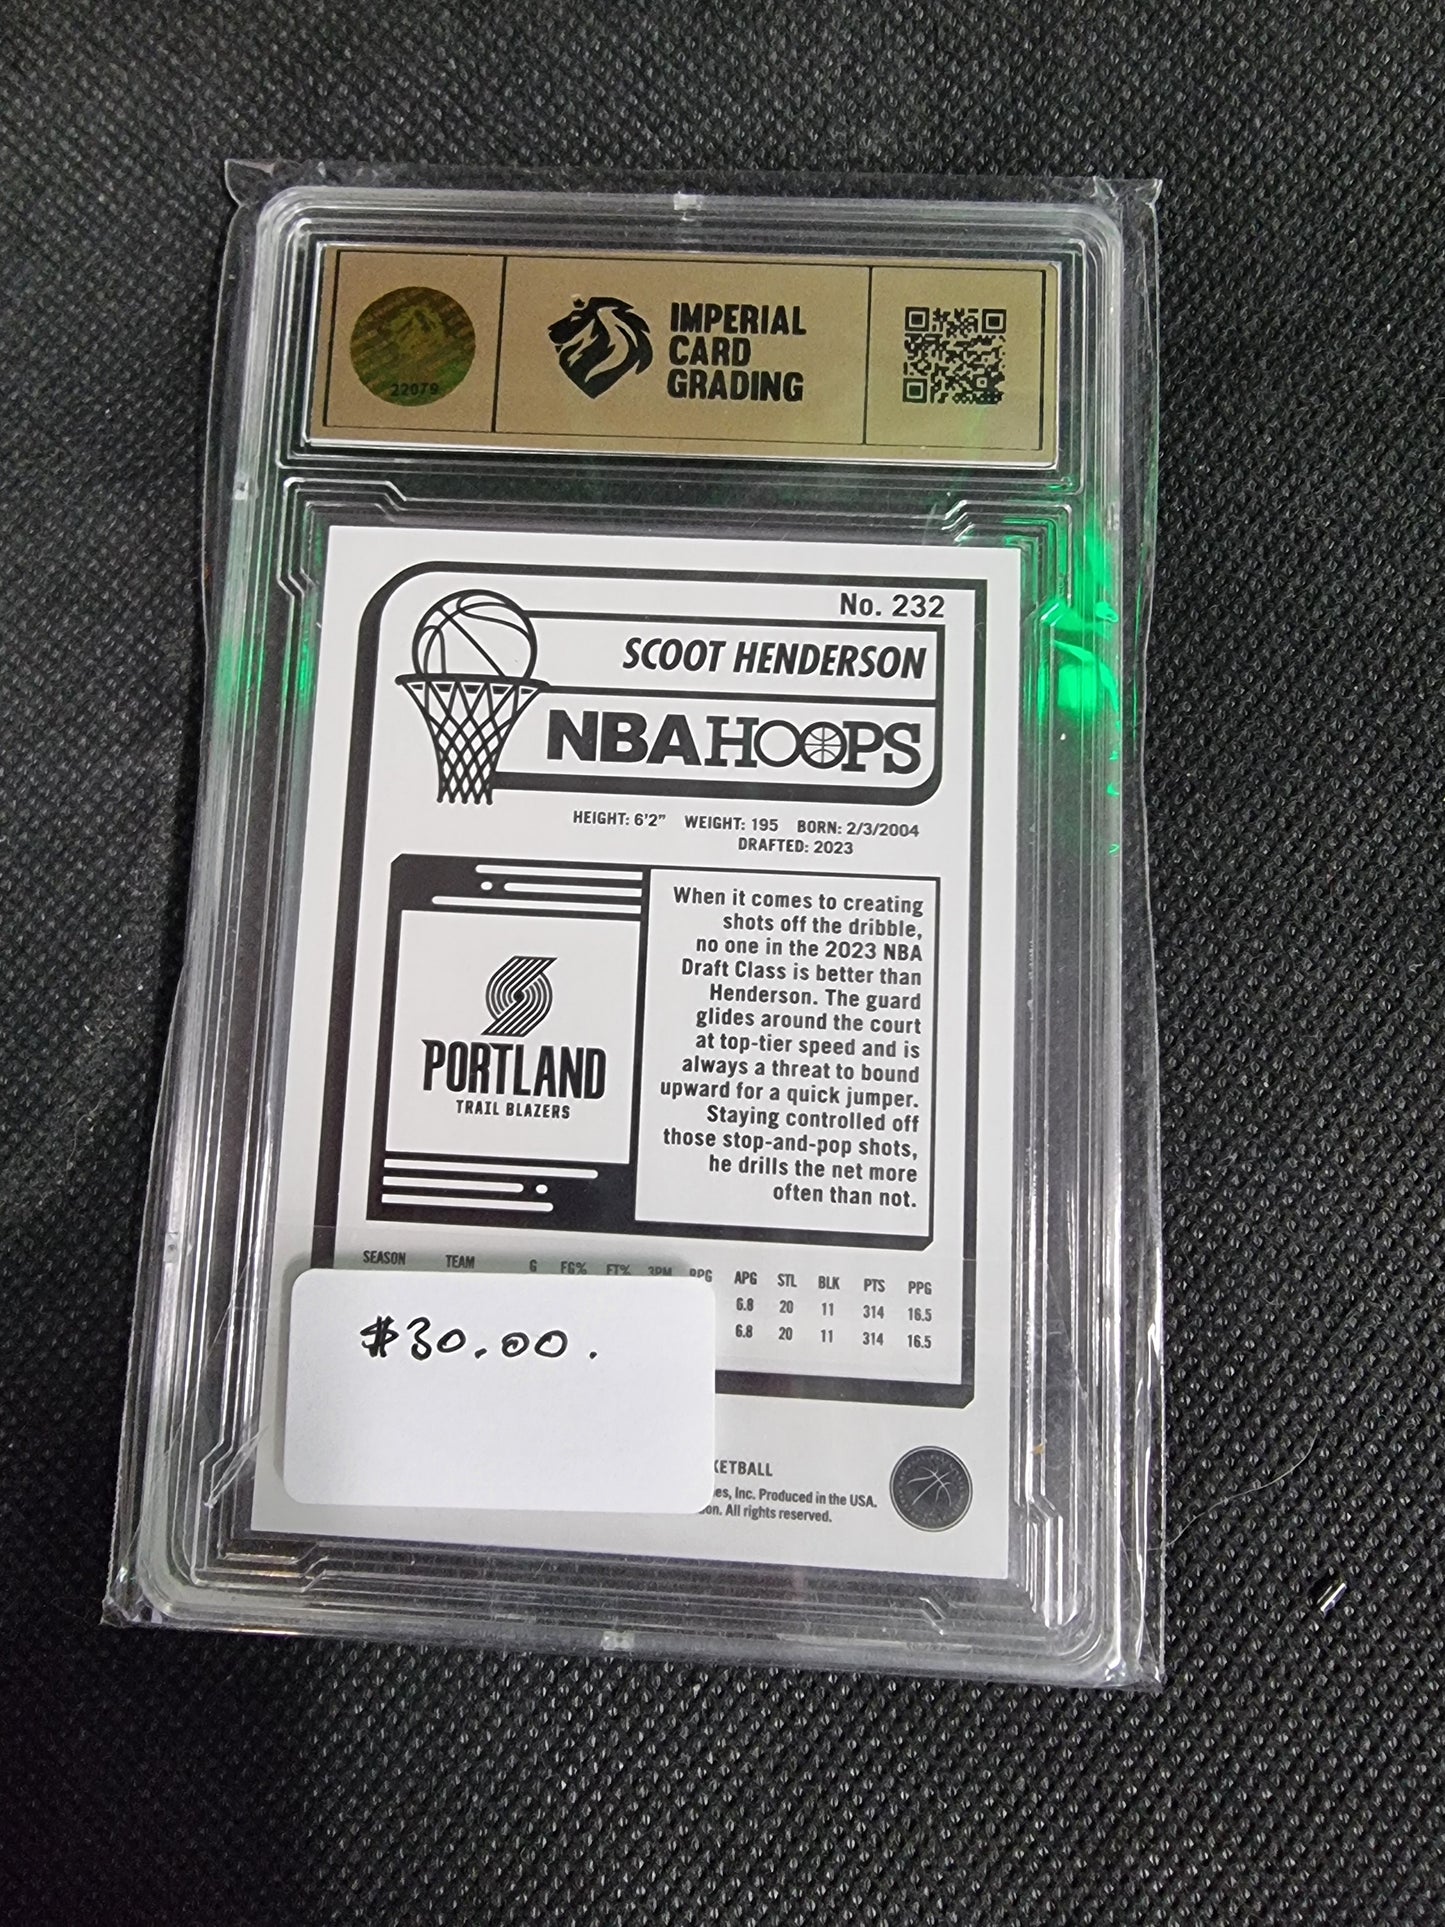 22079
IMPERIAL
CARD
GRADING
No. 232
SCOOT HENDERSON
NBAHOOPS
HEIGHT: 6'2" WEIGHT: 195 BORN: 2/3/2004
DRAFTED: 2023
When it comes to creating
shots off the dribble,
no one in the 2023 NBA
Draft Class is better than
Henderson. The guard
glides around the court
at top-tier speed and is
always a threat to bound
upward for a quick jumper.
Staying controlled off
those stop-and-pop shots,
he drills the net more
often than not.
PORTLAND
TRAIL BLAZERS
SEASON TEAM G FG% FT% 3PM RPG APG STL BLK PTS PPG
6.8 20 11 314 16.5
6.8 20 11 314 16.5
$30.00.
KETBALL
es, Inc. Produced in the USA.
on. All rights reserved.